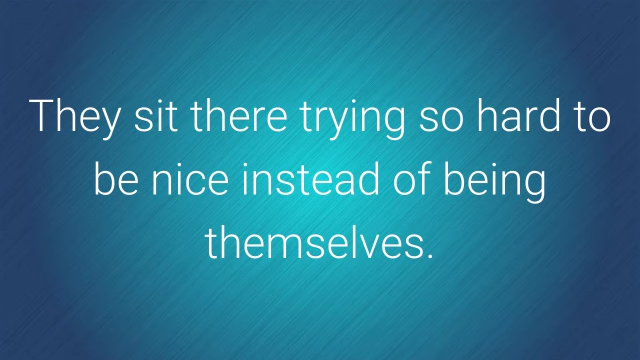 They sit there trying so hard to
be nice instead of being
themselves.